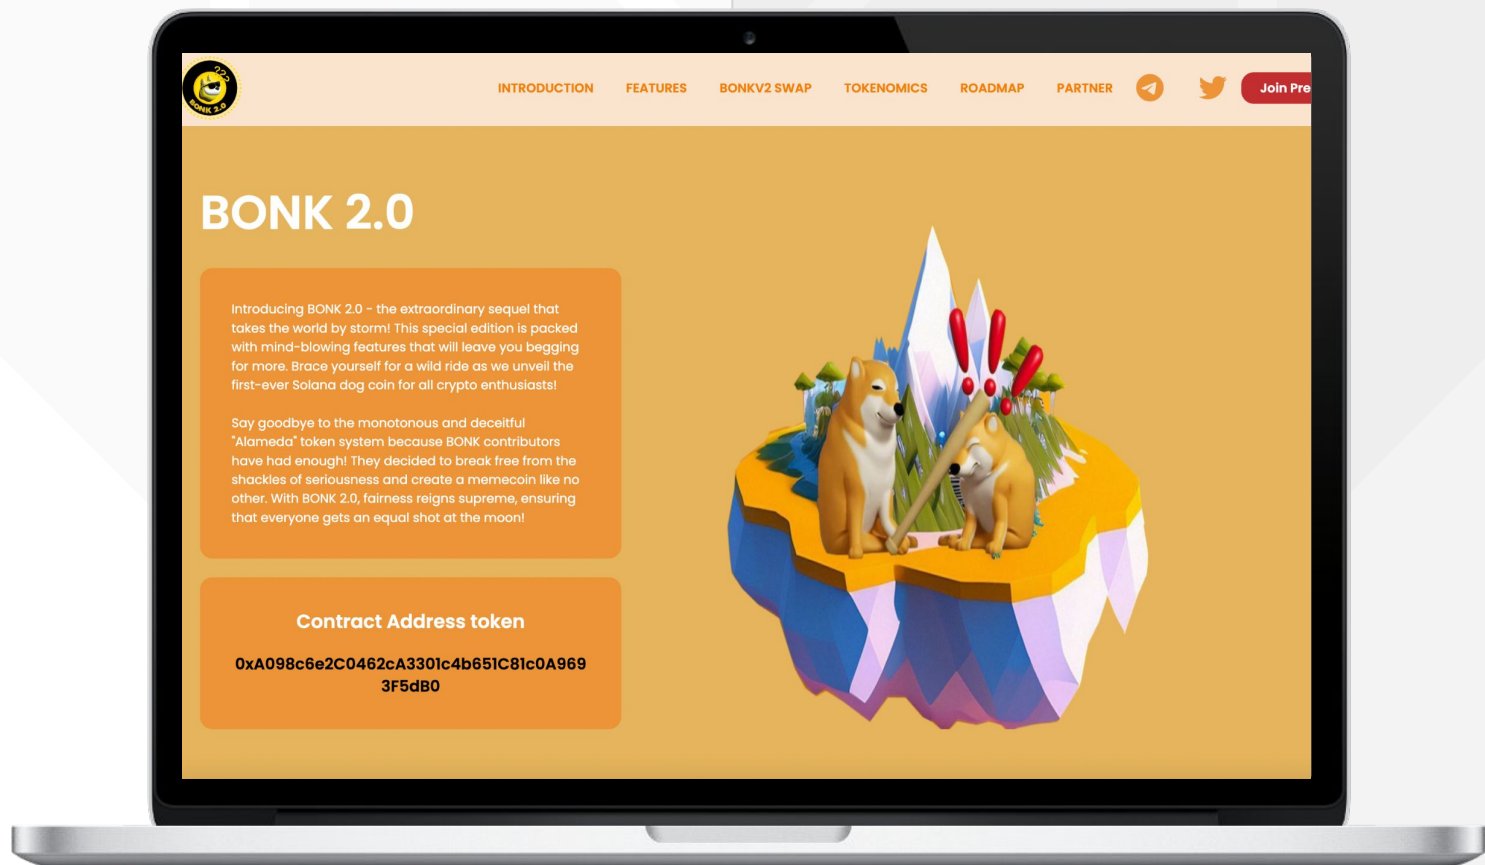 BONK 2.0
INTRODUCTION
FEATURES
BONKV2 SWAP
TOKENOMICS
ROADMAP
PARTNER
Join Pre
BONK 2.0
Introducing BONK 2.0 - the extraordinary sequel that
takes the world by storm! This special edition is packed
with mind-blowing features that will leave you begging
for more. Brace yourself for a wild ride as we unveil the
first-ever Solana dog coin for all crypto enthusiasts!
Say goodbye to the monotonous and deceitful
"Alameda" token system because BONK contributors
have had enough! They decided to break free from the
shackles of seriousness and create a memecoin like no
other. With BONK 2.0, fairness reigns supreme, ensuring
that everyone gets an equal shot at the moon!
Contract Address token
0xA098c6e2C0462cA3301c4b651C81c0A969
3F5dB0